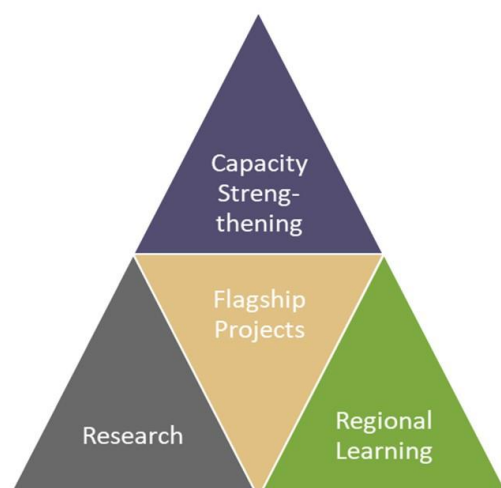 Capacity
Streng-
thening
Flagship
Projects
Research
Regional
Learning